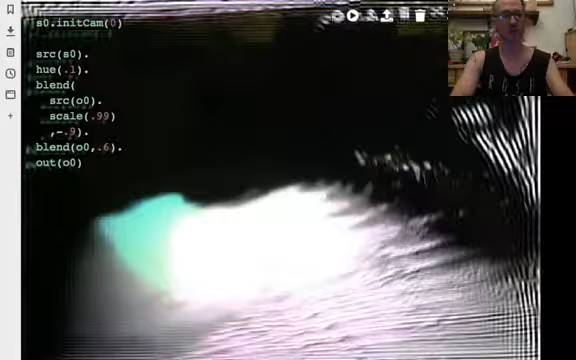 s0.initCam(0)
src(s0).
hue(.1).
blend(
src(o0).
scale(.99)
,-.9).
blend(o0,.6).
out(o0)